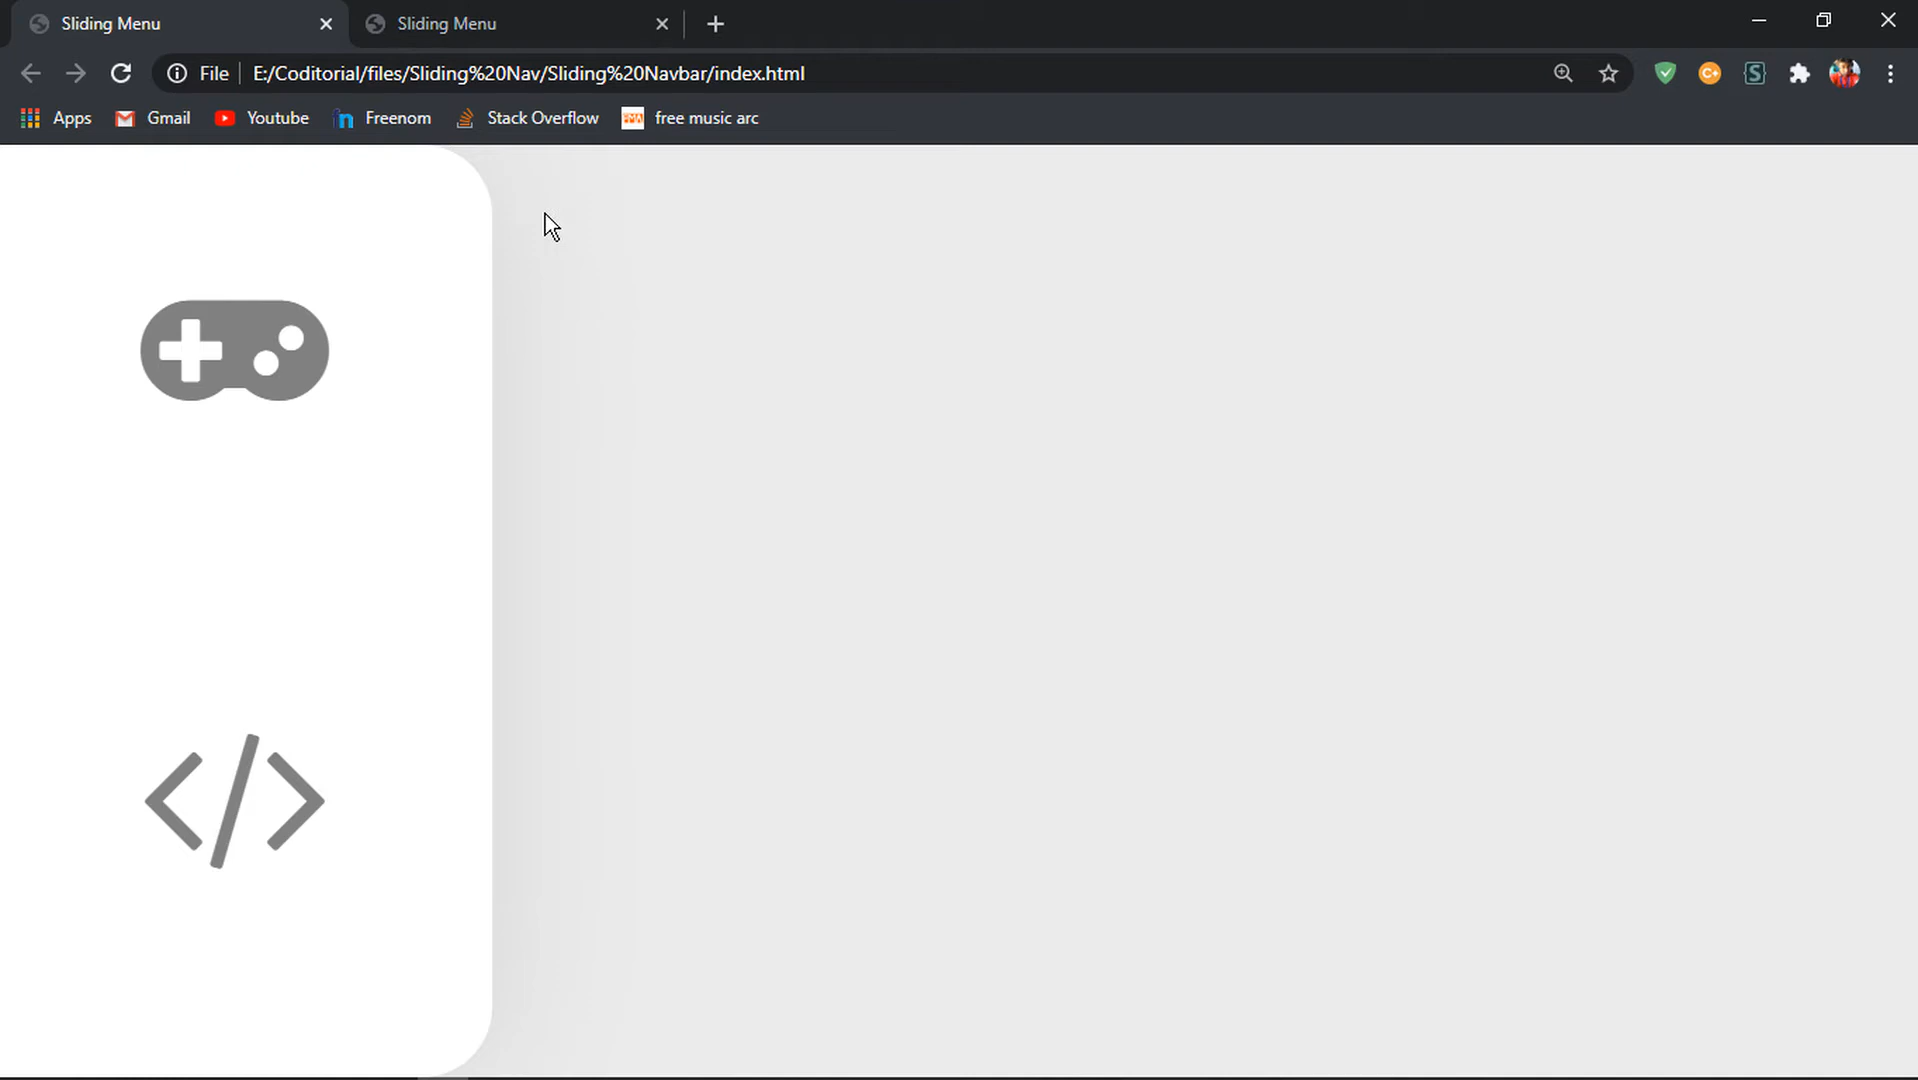 Sliding Menu
Sliding Menu
File E:/Coditorial/files/Sliding%20Nav/Sliding%20Navbar/index.html
Apps Gmail Youtube Freenom Stack Overflow free music arc